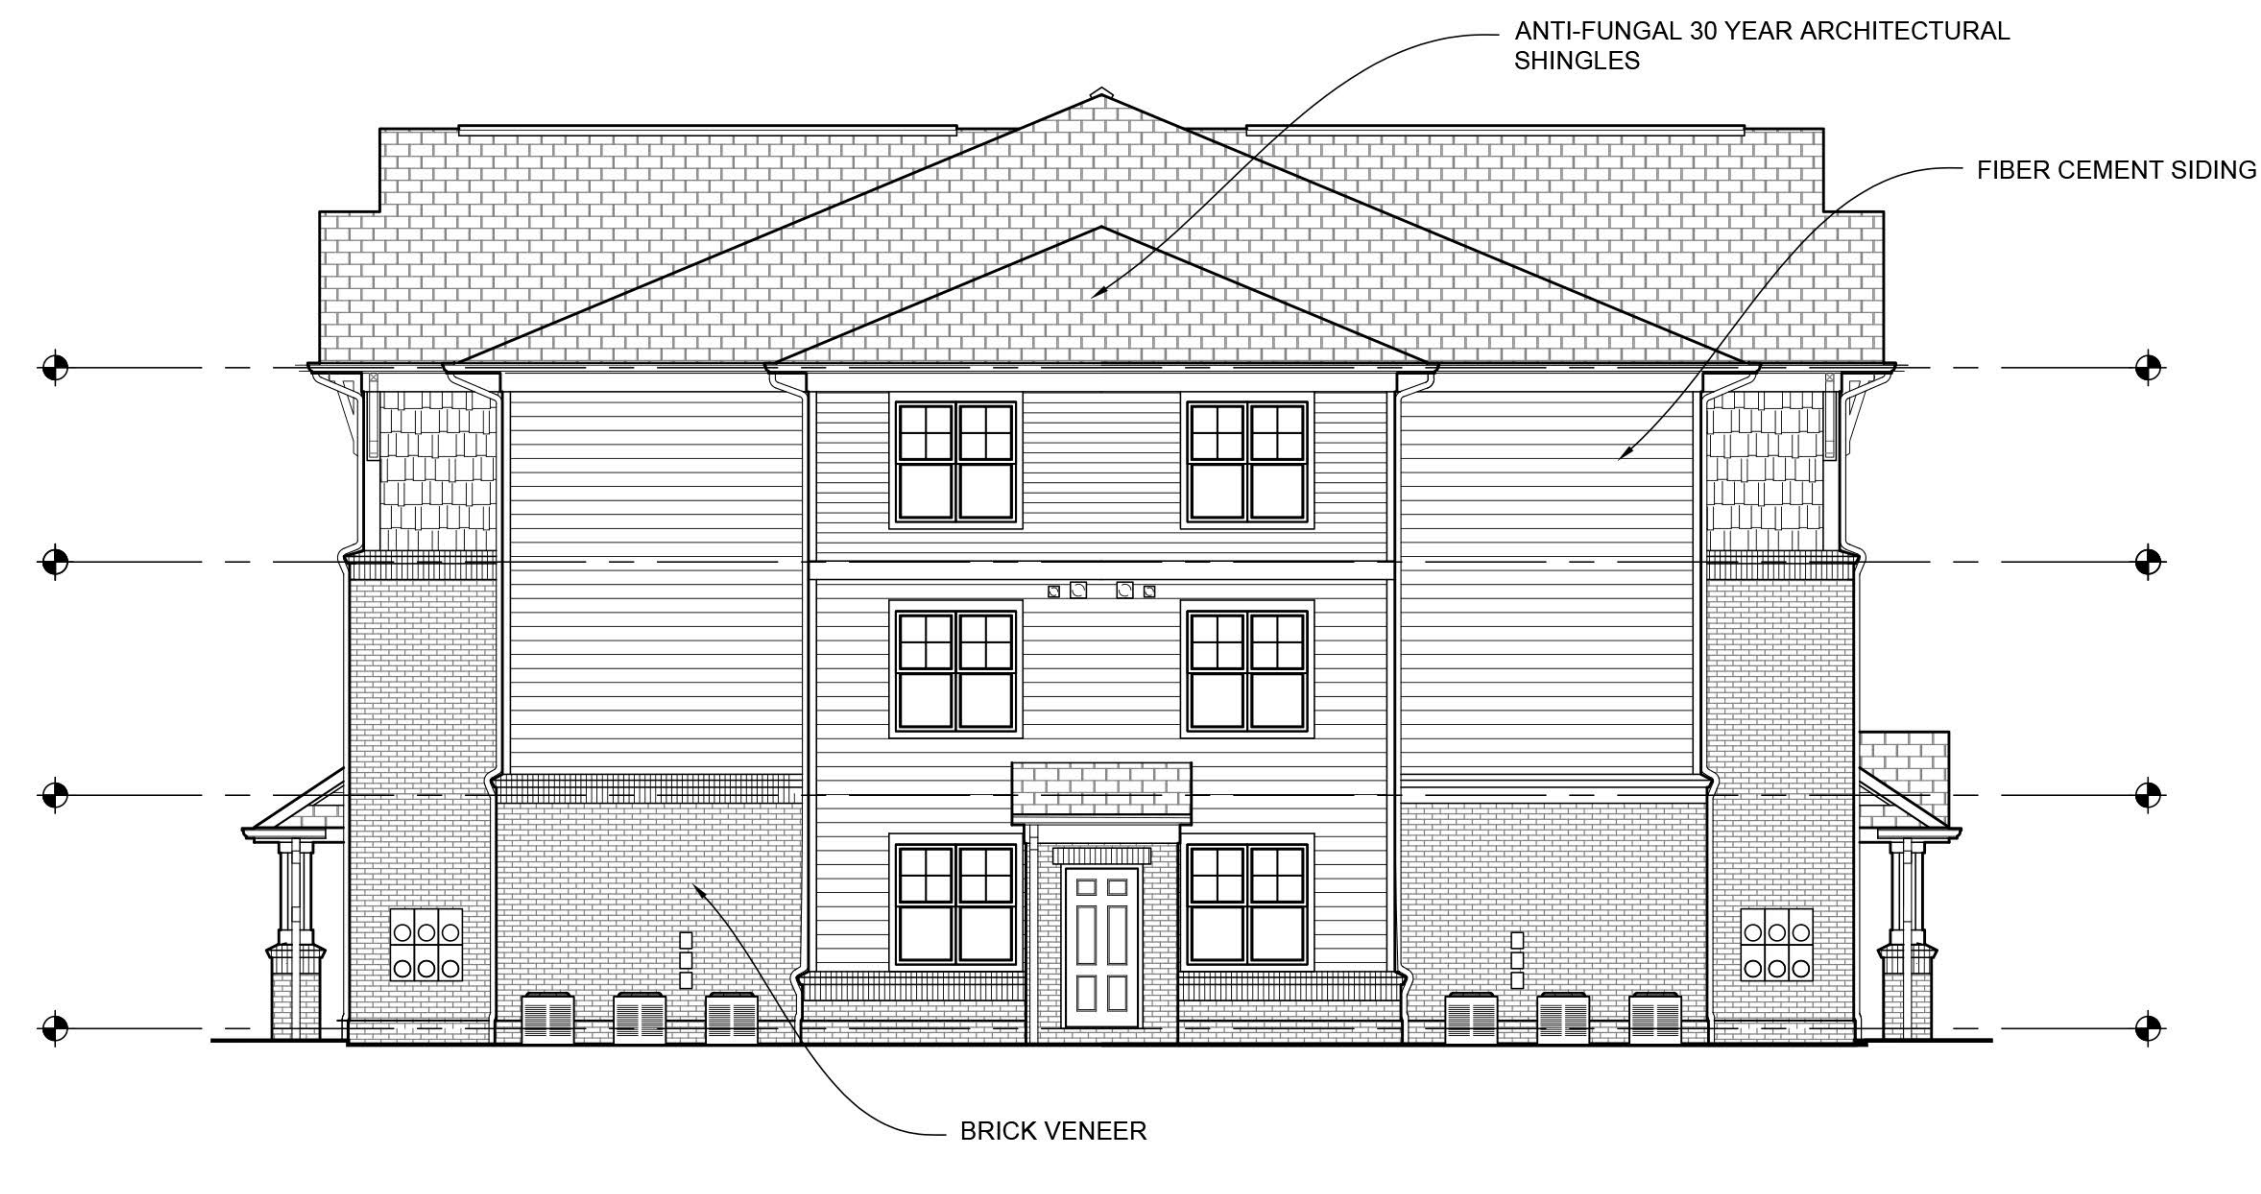 ANTI-FUNGAL 30 YEAR ARCHITECTURAL
SHINGLES
FIBER CEMENT SIDING
BRICK VENEER